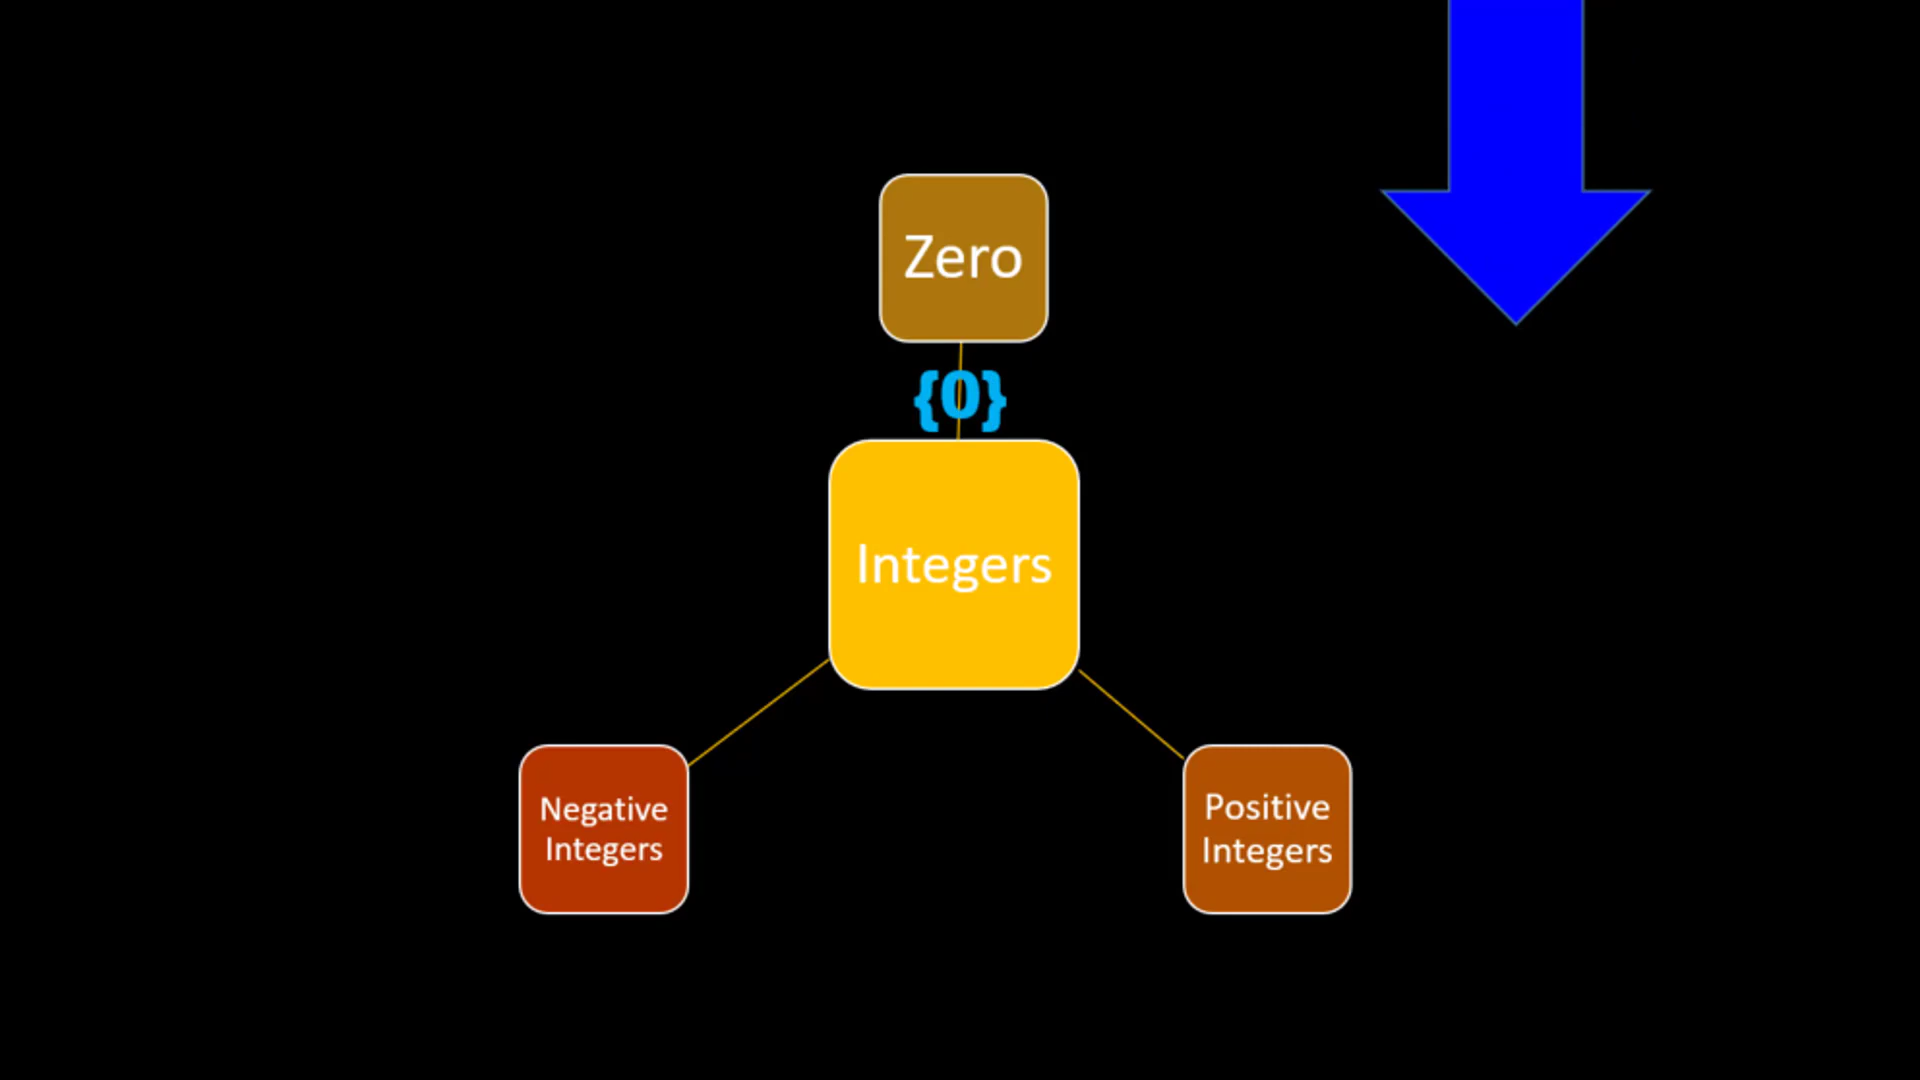 Zero
{0}
Integers
Negative
Integers
Positive
Integers